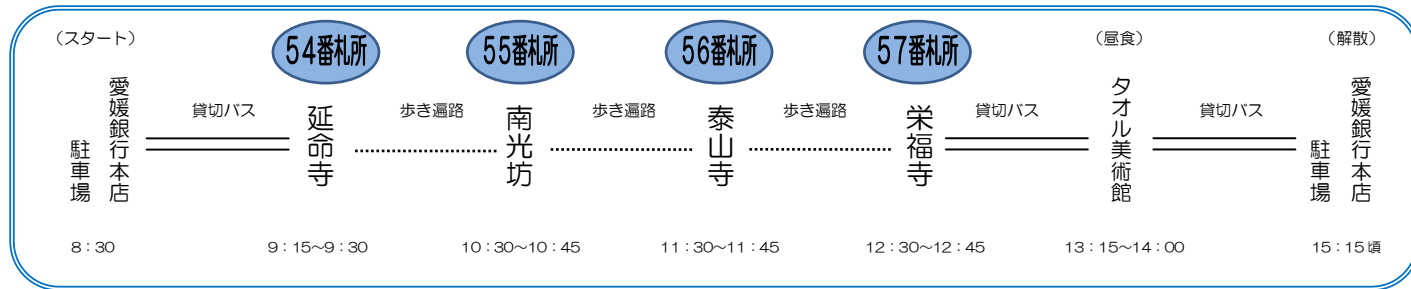 （スタート）
愛媛銀行本店
駐車場
8：30
貸切バス
54番札所
延命寺
9：15～9：30
歩き遍路
55番札所
南光坊
10：30～10：45
歩き遍路
56番札所
泰山寺
11：30～11：45
歩き遍路
57番札所
栄福寺
12：30～12：45
貸切バス
（昼食）
タオル美術館
13：15～14：00
貸切バス
（解散）
愛媛銀行本店
駐車場
15：15頃